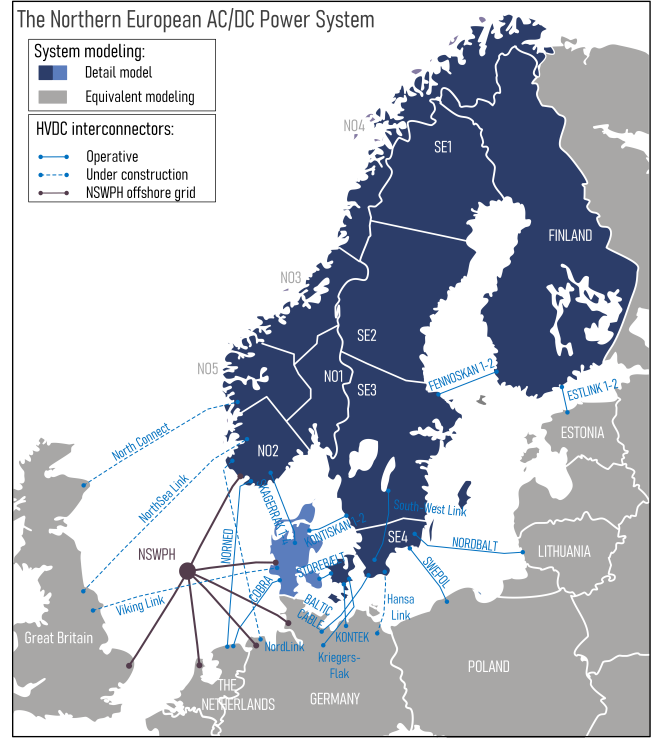 The Northern European AC/DC Power System
System modeling:
Detail model
Equivalent modeling
HVDC interconnectors:
Operative
Under construction
NSWPH offshore grid
NO4
SE1
FINLAND
NO3
SE2
NO5
NO1
SE3
FENNOSKAN 1-2
ESTLINK 1-2
North Connect
NO2
ESTONIA
NorthSea Link
South-West Link
KONTISKAN 1-2
SE4
NORDBALT
LITHUANIA
NSWPH
NORNED
COBRA
STOREBÆLT
SWEPOL
Viking Link
BALTIC
CABLE
Hansa
Link
Great Britain
NordLink
KONTEK
Kriegers-
Flak
POLAND
THE
NETHERLANDS
GERMANY